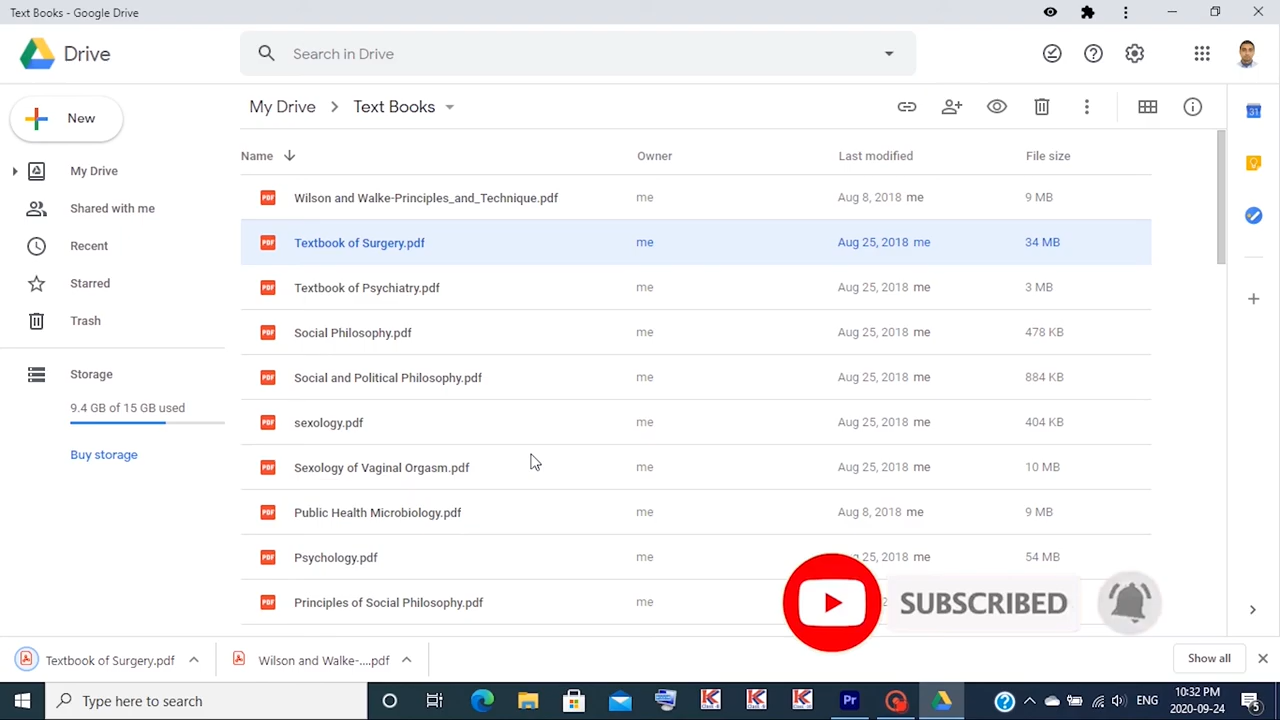 Text Books - Google Drive
Drive
Search in Drive
New
My Drive > Text Books
Name
Owner
Last modified
File size
My Drive
Shared with me
Recent
Starred
Trash
Storage
9.4 GB of 15 GB used
Buy storage
Wilson and Walke-Principles_and_Technique.pdf me Aug 8, 2018 me 9 MB
Textbook of Surgery.pdf me Aug 25, 2018 me 34 MB
Textbook of Psychiatry.pdf me Aug 25, 2018 me 3 MB
Social Philosophy.pdf me Aug 25, 2018 me 478 KB
Social and Political Philosophy.pdf me Aug 25, 2018 me 884 KB
sexology.pdf me Aug 25, 2018 me 404 KB
Sexology of Vaginal Orgasm.pdf me Aug 25, 2018 me 10 MB
Public Health Microbiology.pdf me Aug 8, 2018 me 9 MB
Psychology.pdf me 25, 2018 me 54 MB
Principles of Social Philosophy.pdf me
31
SUBSCRIBED
Textbook of Surgery.pdf
Wilson and Walke-....pdf
Show all
Type here to search
ENG
10:32 PM
2020-09-24
5